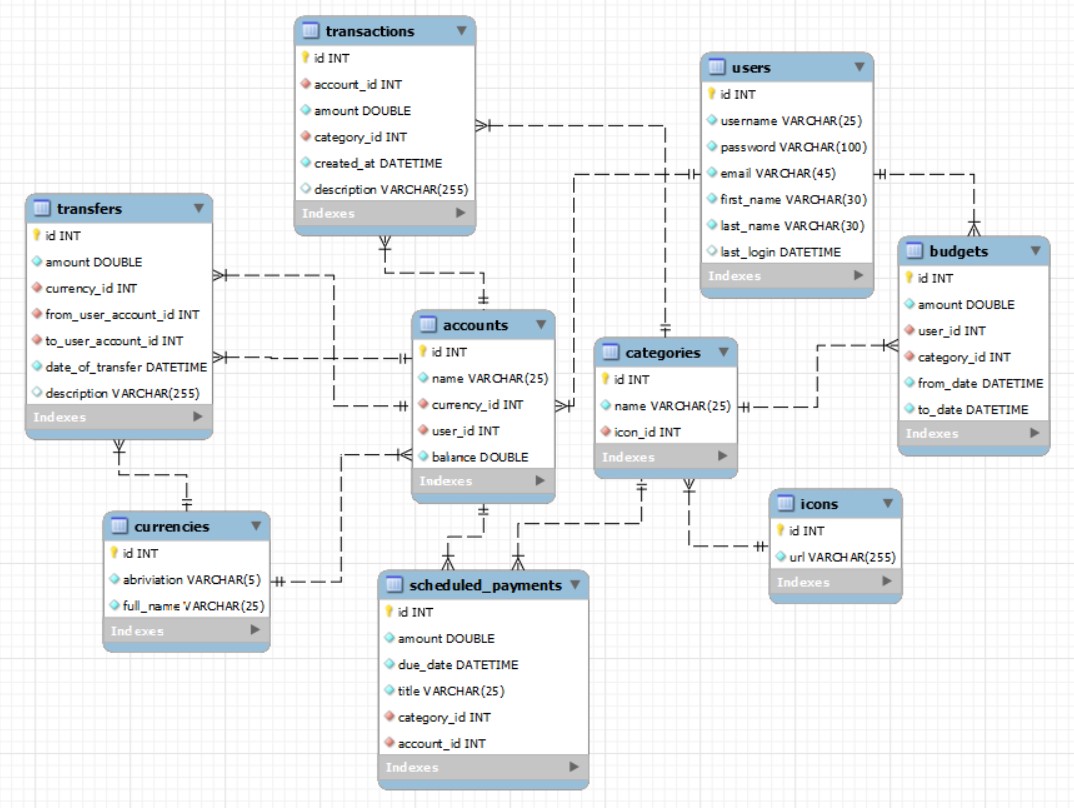 transactions
id INT
account_id INT
amount DOUBLE
category_id INT
created_at DATETIME
description VARCHAR(255)
Indexes
users
id INT
username VARCHAR(25)
password VARCHAR(100)
email VARCHAR(45)
first_name VARCHAR(30)
last_name VARCHAR(30)
last_login DATETIME
Indexes
transfers
id INT
amount DOUBLE
currency_id INT
from_user_account_id INT
to_user_account_id INT
date_of_transfer DATETIME
description VARCHAR(255)
Indexes
budgets
id INT
amount DOUBLE
user_id INT
category_id INT
from_date DATETIME
to_date DATETIME
Indexes
accounts
id INT
name VARCHAR(25)
currency_id INT
user_id INT
balance DOUBLE
Indexes
categories
id INT
name VARCHAR(25)
icon_id INT
Indexes
icons
id INT
url VARCHAR(255)
Indexes
currencies
id INT
abriviation VARCHAR(5)
full_name VARCHAR(25)
Indexes
scheduled_payments
id INT
amount DOUBLE
due_date DATETIME
title VARCHAR(25)
category_id INT
account_id INT
Indexes